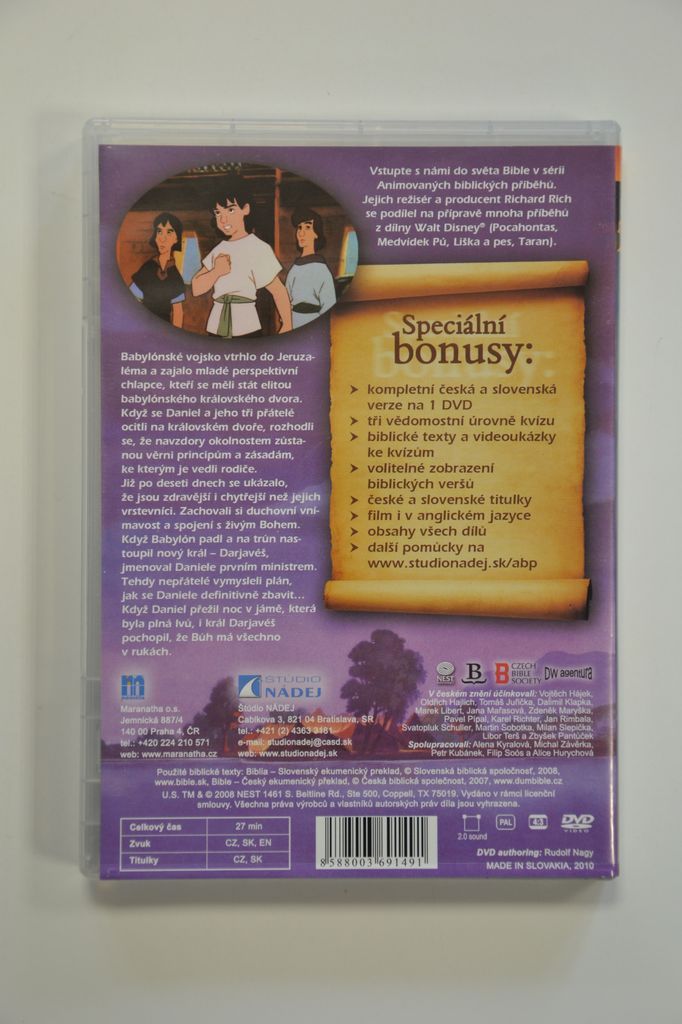 Vstupte s námi do světa Bible v sérii
Animovaných biblických příběhů.
Jejich režisér a producent Richard Rich
se podílel na přípravě mnoha příběhů
z dílny Walt Disney® (Pocahontas,
Medvídek Pú, Liška a pes, Taran).
Babylónské vojsko vtrhlo do Jeruza-
léma a zajalo mladé perspektivní
chlapce, kteří se měli stát elitou
babylónského královského dvora.
Když se Daniel a jeho tři přátelé
ocitli na královském dvoře, rozhodli
se, že navzdory okolnostem zůsta-
nou věrni principům a zásadám,
ke kterým je vedli rodiče.
Již po deseti dnech se ukázalo,
že jsou zdravější i chytřejší než jejich
vrstevníci. Zachovali si duchovní vní-
mavost a spojení s živým Bohem.
Když Babylón padl a na trůn nas-
toupil nový král – Darjavéš,
jmenoval Daniele prvním ministrem.
Tehdy nepřátelé vymysleli plán,
jak se Daniele definitivně zbavit...
Když Daniel přežil noc v jámě, která
byla plná lvů, i král Darjavéš
pochopil, že Bůh má všechno
v rukách.
Speciální
bonusy:
➤ kompletní česká a slovenská
verze na 1 DVD
➤ tři vědomostní úrovně kvízu
➤ biblické texty a videoukázky
ke kvízům
➤ volitelné zobrazení
biblických veršů
➤ české a slovenské titulky
➤ film i v anglickém jazyce
➤ obsahy všech dílů
➤ další pomůcky na
www.studionadej.sk/abp
Maranatha o.s.
Jemnická 887/4
140 00 Praha 4, ČR
tel.: +420 224 210 571
web: www.maranatha.cz
ŠTÚDIO
NÁDEJ
Štúdio NÁDEJ
Cablkova 3, 821 04 Bratislava, SR
tel.: +421 (2) 4363 3481
e-mail: studionadej@casd.sk
web: www.studionadej.sk
NEST
B
CZECH
BIBLE
SOCIETY
DW agentura
V českém znění účinkovali: Vojtěch Hájek,
Oldřich Hajlich, Tomáš Juřička, Dalimil Klapka,
Marek Libert, Jana Mařasová, Zdeněk Maryška,
Pavel Pípal, Karel Richter, Jan Rimbala,
Svatopluk Schuller, Martin Sobotka, Milan Slepička,
Libor Terš a Zbyšek Pantůček
Spolupracovali: Alena Kyralová, Michal Závěrka,
Petr Kubánek, Filip Soós a Alice Hurychová
Použité biblické texty: Biblia – Slovenský ekumenický preklad, © Slovenská biblická spoločnosť, 2008,
www.bible.sk, Bible – Český ekumenický překlad, © Česká biblická společnost, 2007, www.dumbible.cz
U.S. TM & © 2008 NEST 1461 S. Beltline Rd., Ste 500, Coppell, TX 75019. Vydáno v rámci licenční
smlouvy. Všechna práva výrobců a vlastníků autorských práv díla jsou vyhrazena.
Celkový čas 27 min
Zvuk CZ, SK, EN
Titulky CZ, SK
8 588003 691491
2.0 sound
PAL
4:3
DVD
VIDEO
DVD authoring: Rudolf Nagy
MADE IN SLOVAKIA, 2010